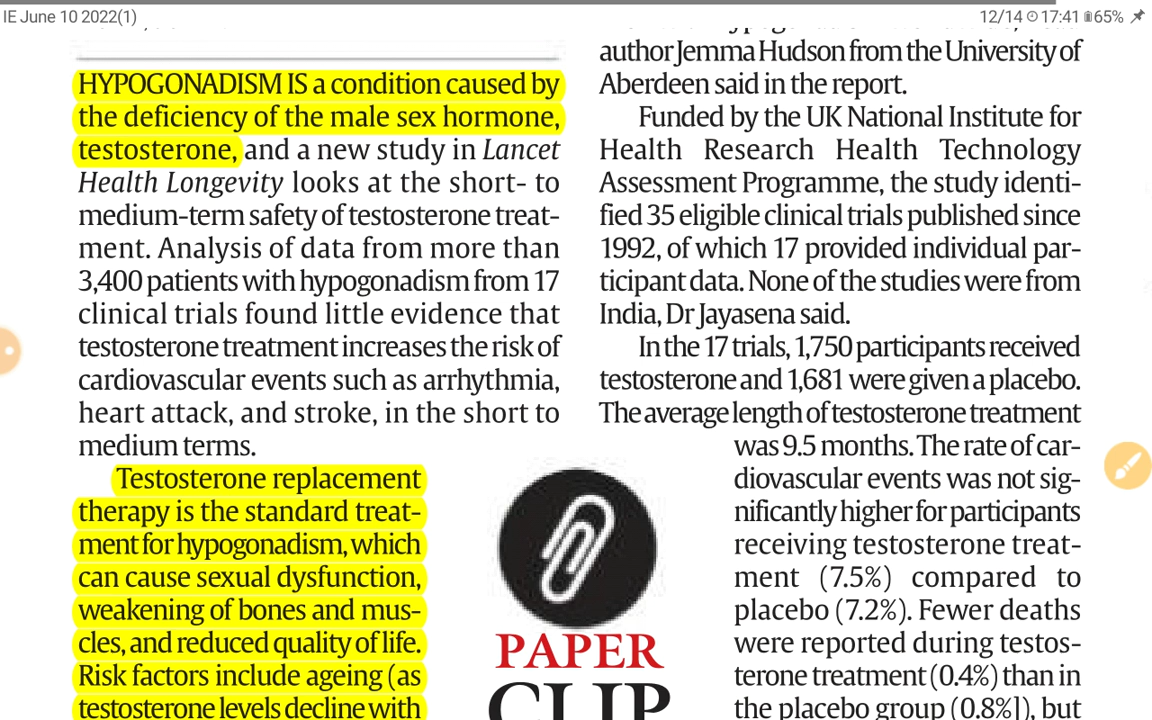 IE June 10 2022(1)
12/14 17:41 65%
HYPOGONADISM IS a condition caused by
the deficiency of the male sex hormone,
testosterone, and a new study in Lancet
Health Longevity looks at the short- to
medium-term safety of testosterone treat-
ment. Analysis of data from more than
3,400 patients with hypogonadism from 17
clinical trials found little evidence that
testosterone treatment increases the risk of
cardiovascular events such as arrhythmia,
heart attack, and stroke, in the short to
medium terms.
Testosterone replacement
therapy is the standard treat-
ment for hypogonadism, which
can cause sexual dysfunction,
weakening of bones and mus-
cles, and reduced quality of life.
Risk factors include ageing (as
testosterone levels decline with
PAPER
CLIP
author Jemma Hudson from the University of
Aberdeen said in the report.
Funded by the UK National Institute for
Health Research Health Technology
Assessment Programme, the study identi-
fied 35 eligible clinical trials published since
1992, of which 17 provided individual par-
ticipant data. None of the studies were from
India, Dr Jayasena said.
In the 17 trials, 1,750 participants received
testosterone and 1,681 were given a placebo.
The average length of testosterone treatment
was 9.5 months. The rate of car-
diovascular events was not sig-
nificantly higher for participants
receiving testosterone treat-
ment (7.5%) compared to
placebo (7.2%). Fewer deaths
were reported during testos-
terone treatment (0.4%) than in
the placebo group (0.8%]), but